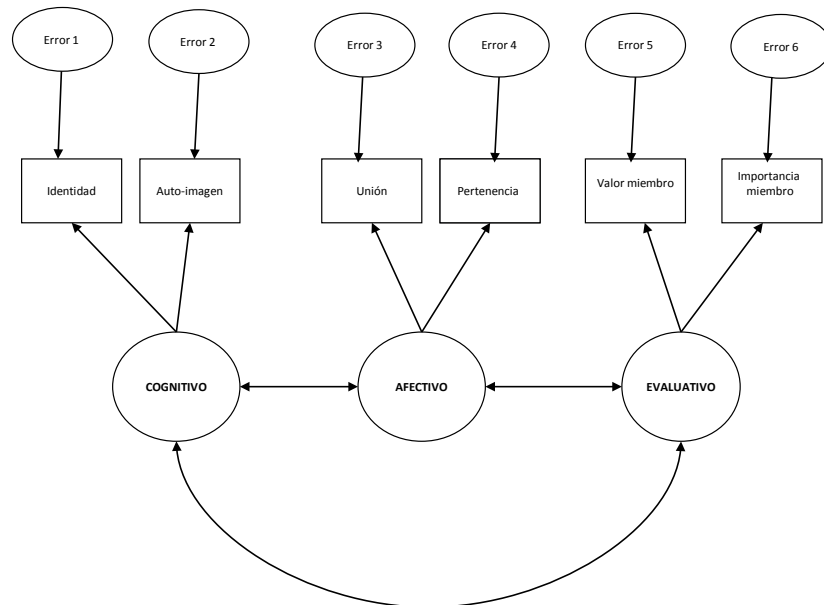 Error 1
Error 2
Error 3
Error 4
Error 5
Error 6
Identidad
Auto-imagen
Unión
Pertenencia
Valor miembro
Importancia
miembro
COGNITIVO
AFECTIVO
EVALUATIVO